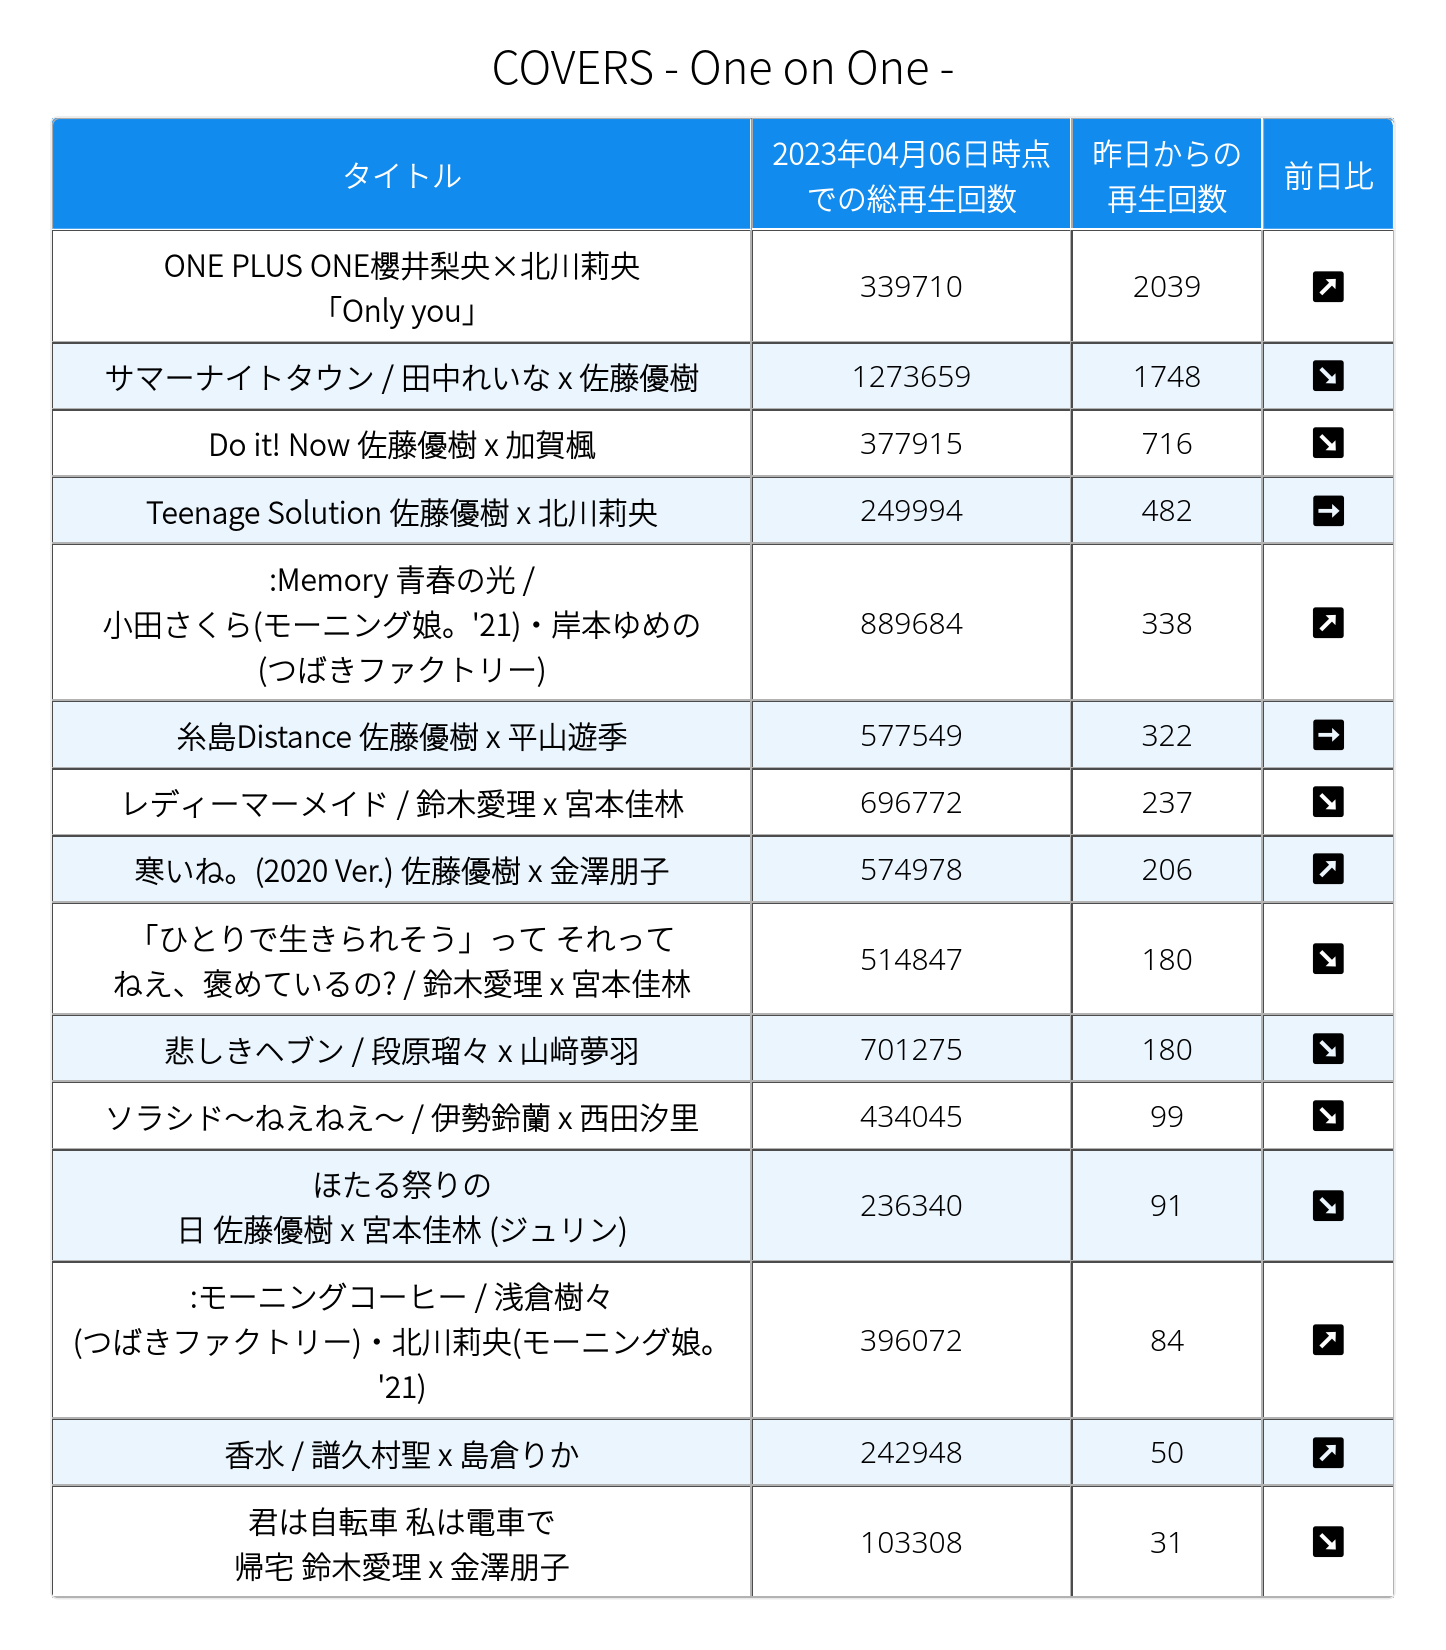 COVERS - One on One -
タイトル
2023年04月06日時点
での総再生回数
昨日からの
再生回数
前日比
ONE PLUS ONE櫻井梨央×北川莉央
「Only you」
339710
2039
サマーナイトタウン / 田中れいな x 佐藤優樹
1273659
1748
Do it! Now 佐藤優樹 x 加賀楓
377915
716
Teenage Solution 佐藤優樹 x 北川莉央
249994
482
:Memory 青春の光 /
小田さくら(モーニング娘。'21)・岸本ゆめの
(つばきファクトリー)
889684
338
糸島Distance 佐藤優樹 x 平山遊季
577549
322
レディーマーメイド / 鈴木愛理 x 宮本佳林
696772
237
寒いね。(2020 Ver.) 佐藤優樹 x 金澤朋子
574978
206
「ひとりで生きられそう」って それって
ねえ、褒めているの? / 鈴木愛理 x 宮本佳林
514847
180
悲しきヘブン / 段原瑠々 x 山﨑夢羽
701275
180
ソラシド〜ねえねえ〜 / 伊勢鈴蘭 x 西田汐里
434045
99
ほたる祭りの
日 佐藤優樹 x 宮本佳林 (ジュリン)
236340
91
:モーニングコーヒー / 浅倉樹々
(つばきファクトリー)・北川莉央(モーニング娘。
'21)
396072
84
香水 / 譜久村聖 x 島倉りか
242948
50
君は自転車 私は電車で
帰宅 鈴木愛理 x 金澤朋子
103308
31